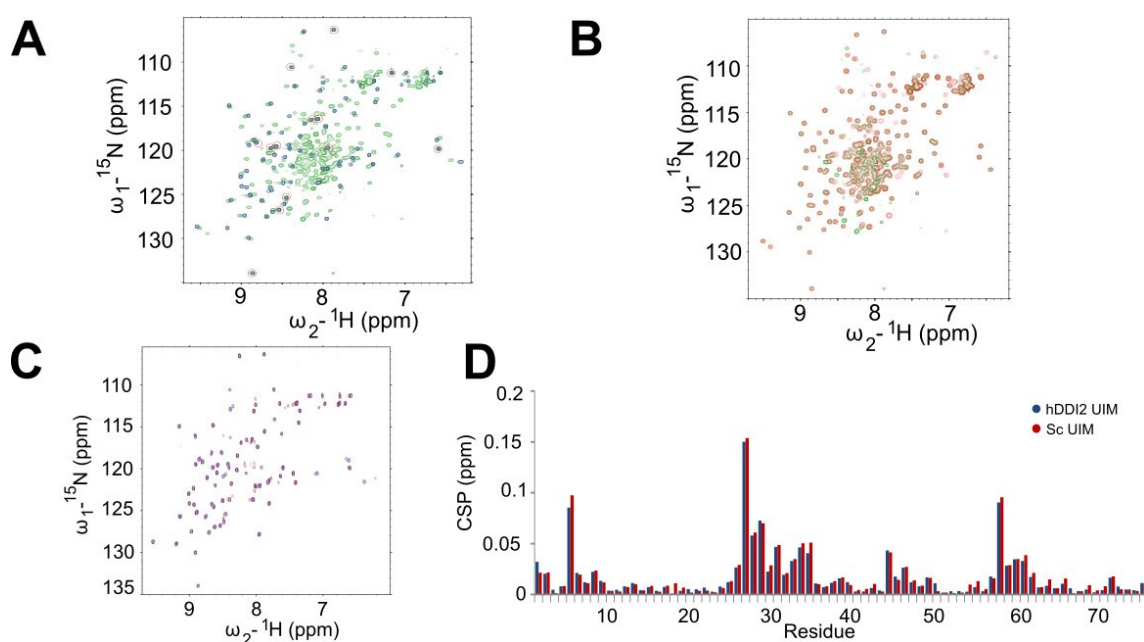 A
110
115
120
125
130
ω1-15N (ppm)
9
8
7
ω2-1H (ppm)
B
110
115
120
125
130
ω1-15N (ppm)
9
8
7
ω2-1H (ppm)
C
110
115
120
125
130
135
ω1-15N (ppm)
9
8
7
ω2-1H (ppm)
D
0.2
0.15
0.1
0.05
0
CSP (ppm)
hDDI2 UIM
Sc UIM
10
20
30
40
50
60
70
Residue